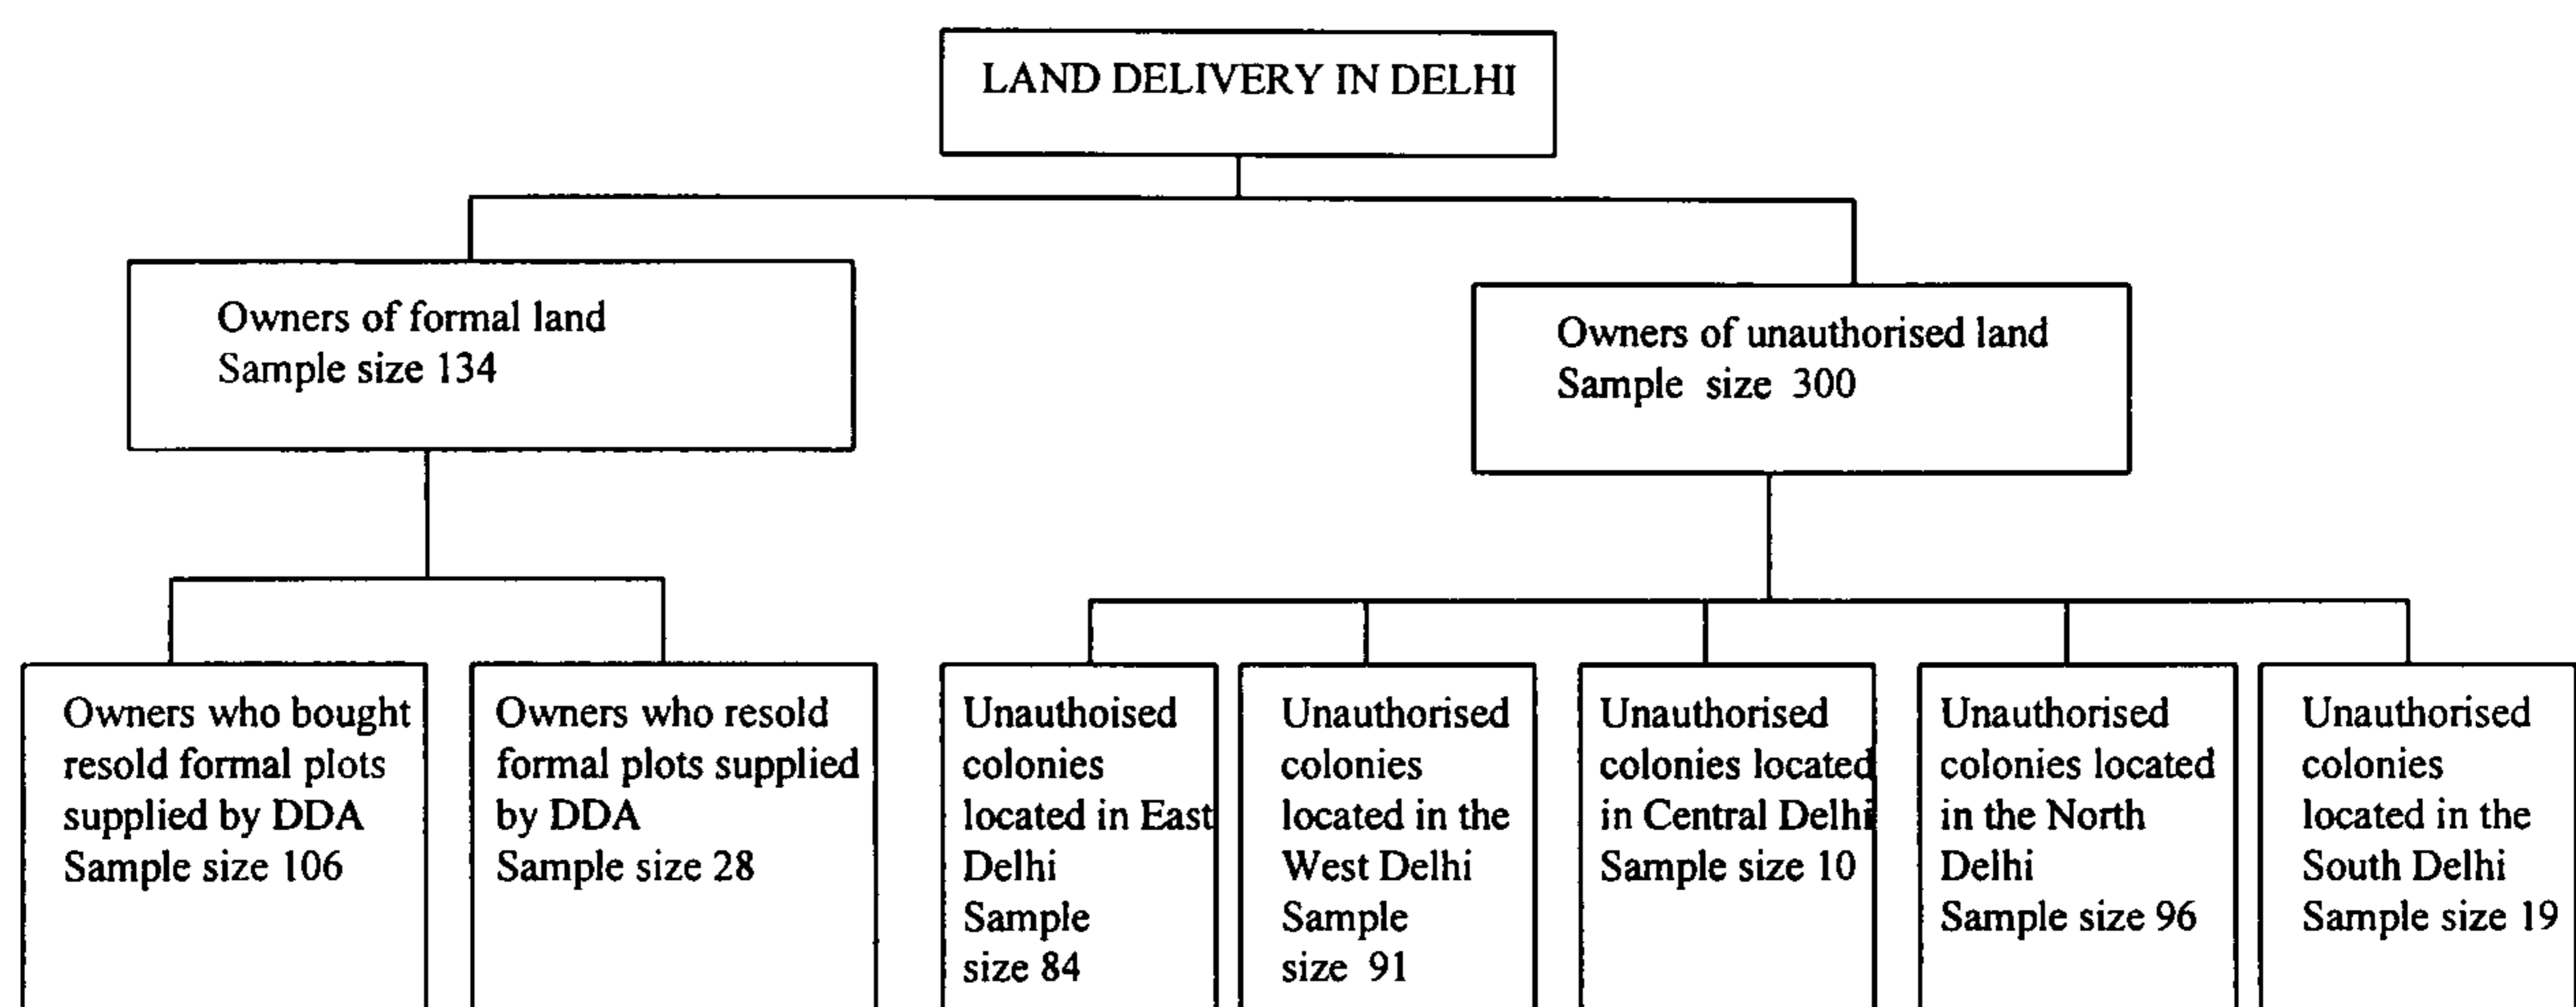 LAND DELIVERY IN DELHI
Owners of formal land
Sample size 134
Owners of unauthorised land
Sample size 300
Owners who bought
resold formal plots
supplied by DDA
Sample size 106
Owners who resold
formal plots supplied
by DDA
Sample size 28
Unauthoised
colonies
located in East
Delhi
Sample
size 84
Unauthorised
colonies
located in the
West Delhi
Sample
size 91
Unauthorised
colonies located
in Central Delhi
Sample size 10
Unauthorised
colonies located
in the North
Delhi
Sample size 96
Unauthorised
colonies
located in the
South Delhi
Sample size 19